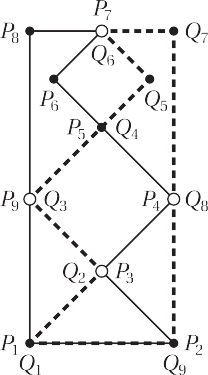 P₇
P₈ Q₇
Q₆
P₆ Q₅
P₅ Q₄
P₉ Q₃ P₄ Q₈
Q₂ P₃
P₁ P₂
Q₁ Q₉